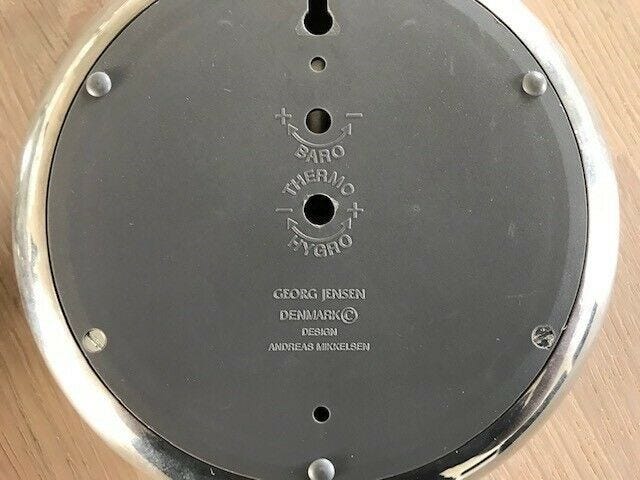 + −
BARO
THERMO
− +
HYGRO
GEORG JENSEN
DENMARK©
DESIGN
ANDREAS MIKKELSEN